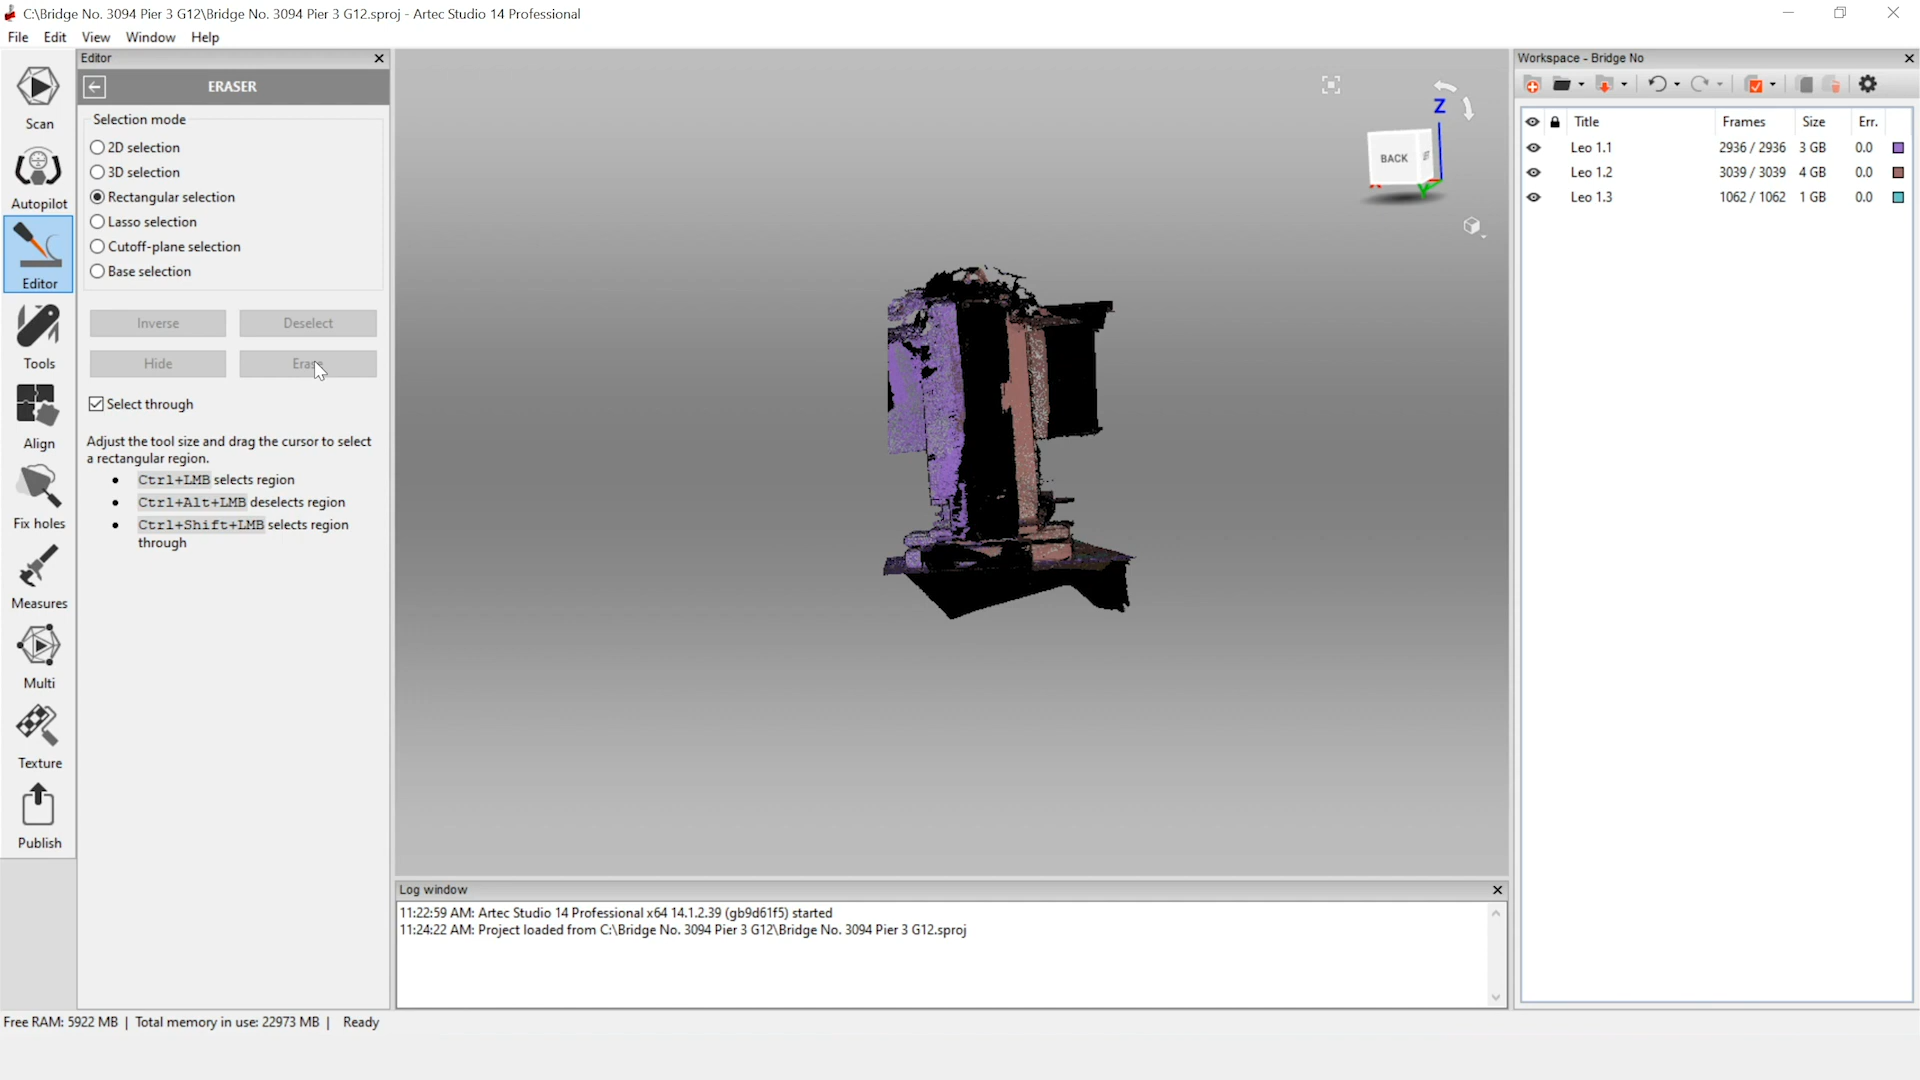 C:\Bridge No. 3094 Pier 3 G12\Bridge No. 3094 Pier 3 G12.sproj - Artec Studio 14 Professional
File Edit View Window Help
Scan
Autopilot
Editor
Tools
Align
Fix holes
Measures
Multi
Texture
Publish
Editor
ERASER
Selection mode
2D selection
3D selection
Rectangular selection
Lasso selection
Cutoff-plane selection
Base selection
Inverse Deselect
Hide
Select through
Adjust the tool size and drag the cursor to select
a rectangular region.
Ctrl+LMB selects region
Ctrl+Alt+LMB deselects region
Ctrl+Shift+LMB selects region
through
Z
BACK
X
Y
Log window
11:22:59 AM: Artec Studio 14 Professional x64 14.1.2.39 (gb9d61f5) started
11:24:22 AM: Project loaded from C:\Bridge No. 3094 Pier 3 G12\Bridge No. 3094 Pier 3 G12.sproj
Workspace - Bridge No
Title Frames Size Err.
Leo 1.1 2936 / 2936 3 GB 0.0
Leo 1.2 3039 / 3039 4 GB 0.0
Leo 1.3 1062 / 1062 1 GB 0.0
Free RAM: 5922 MB | Total memory in use: 22973 MB | Ready